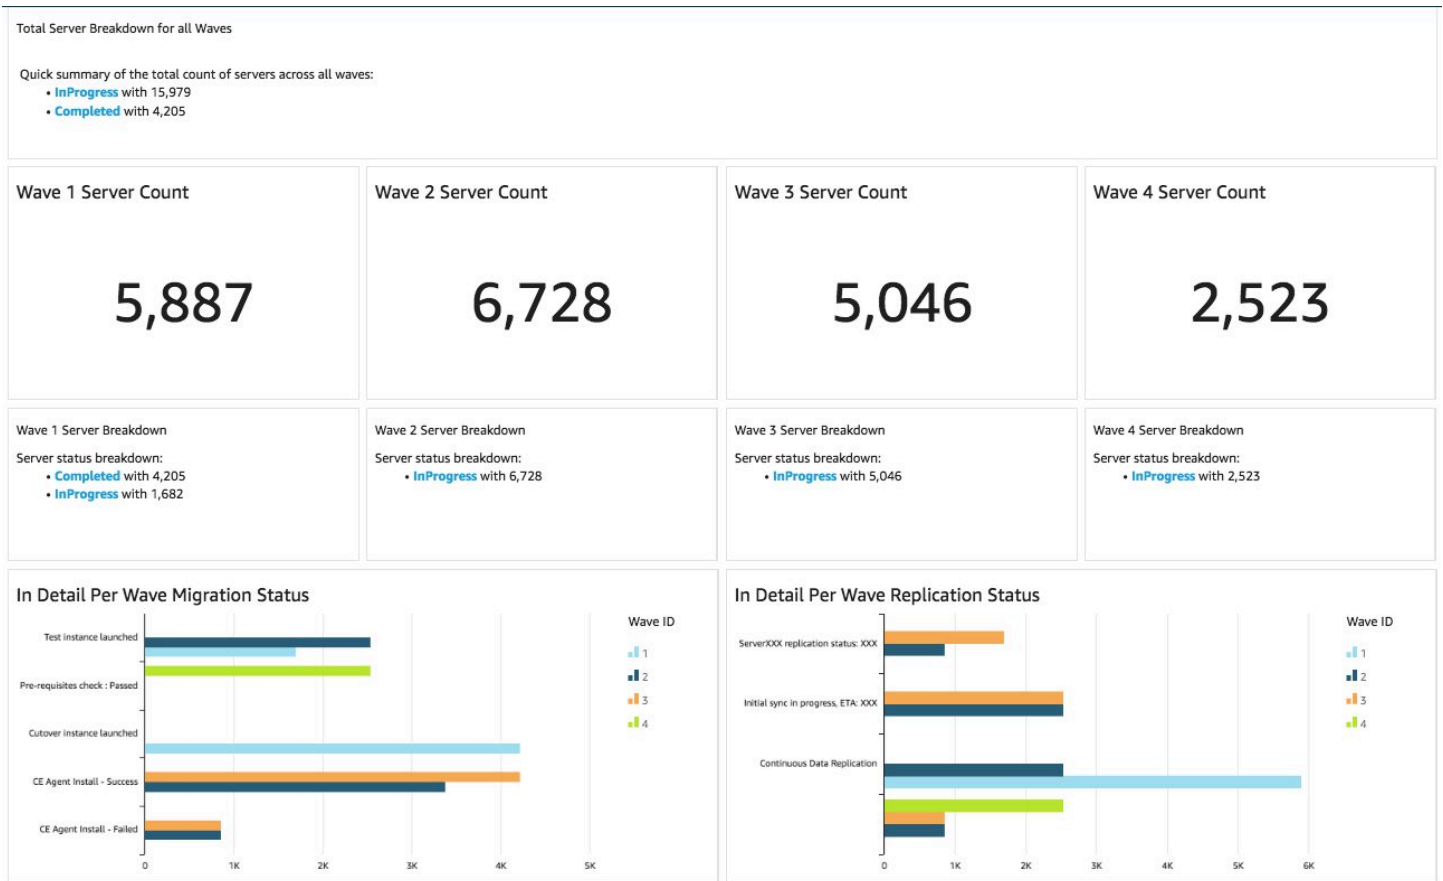 Total Server Breakdown for all Waves
Quick summary of the total count of servers across all waves:
• InProgress with 15,979
• Completed with 4,205
Wave 1 Server Count
5,887
Wave 2 Server Count
6,728
Wave 3 Server Count
5,046
Wave 4 Server Count
2,523
Wave 1 Server Breakdown
Server status breakdown:
• Completed with 4,205
• InProgress with 1,682
Wave 2 Server Breakdown
Server status breakdown:
• InProgress with 6,728
Wave 3 Server Breakdown
Server status breakdown:
• InProgress with 5,046
Wave 4 Server Breakdown
Server status breakdown:
• InProgress with 2,523
In Detail Per Wave Migration Status
Test instance launched
Pre-requisites check : Passed
Cutover instance launched
CE Agent Install - Success
CE Agent Install - Failed
0 1K 2K 3K 4K 5K
Wave ID
1
2
3
4
In Detail Per Wave Replication Status
ServerXXX replication status: XXX
Initial sync in progress, ETA: XXX
Continuous Data Replication
0 1K 2K 3K 4K 5K 6K
Wave ID
1
2
3
4